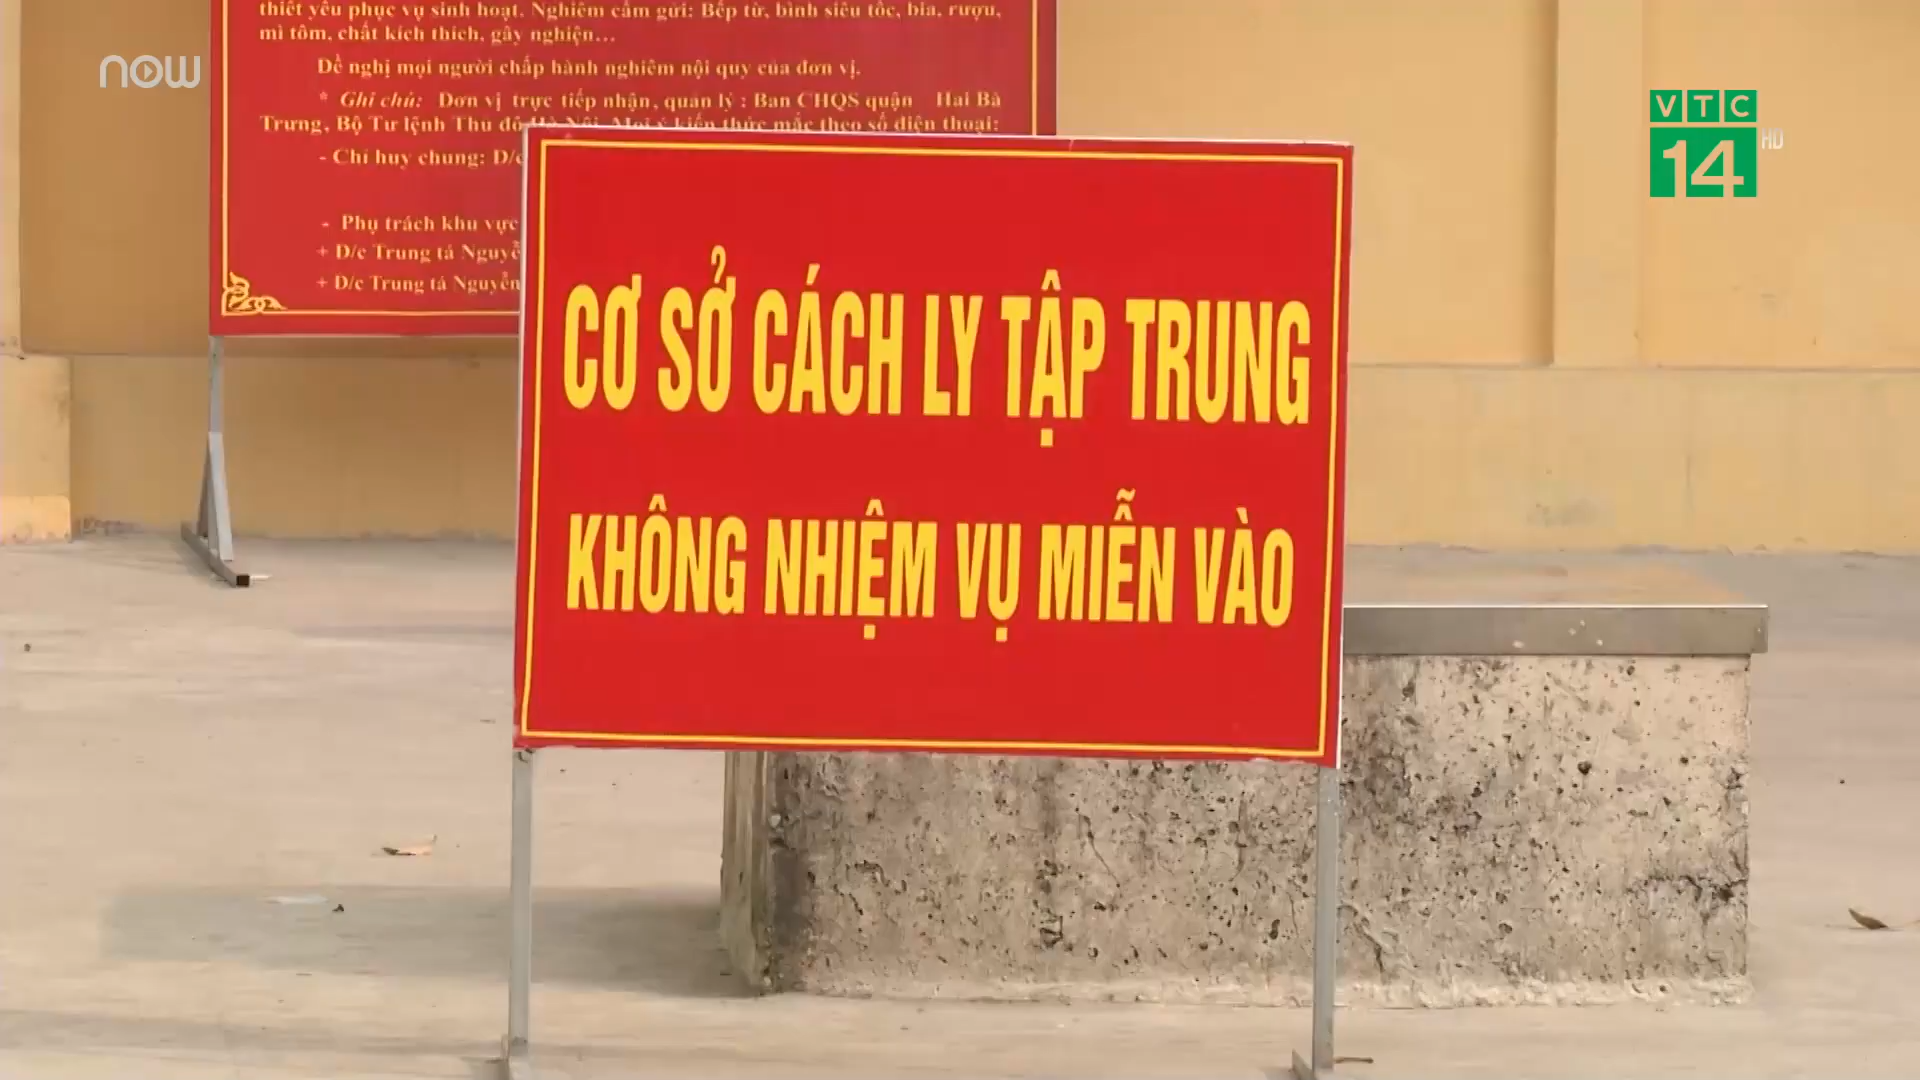 thiết yếu phục vụ sinh hoạt. Nghiêm cấm gửi: Bếp từ, bình siêu tốc, bia, rượu,
mì tôm, chất kích thích, gây nghiện...
Đề nghị mọi người chấp hành nghiêm nội quy của đơn vị.
* Ghi chú: Đơn vị trực tiếp nhận, quản lý : Ban CHQS quận Hai Bà
Trưng, Bộ Tư lệnh Thủ đô Hà Nội. Mọi ý kiến thức mắc theo số điện thoại:
- Chỉ huy chung: Đ/c
- Phụ trách khu vực
+ Đ/c Trung tá Nguyễ
+ Đ/c Trung tá Nguyễn
now
VTC
14
HD
CƠ SỞ CÁCH LY TẬP TRUNG
KHÔNG NHIỆM VỤ MIỄN VÀO